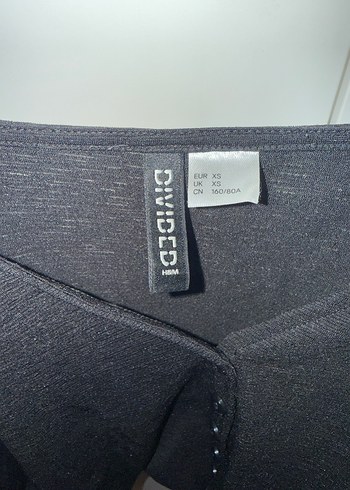 DIVIDED
H&M
EUR XS
UK XS
CN 160/80A